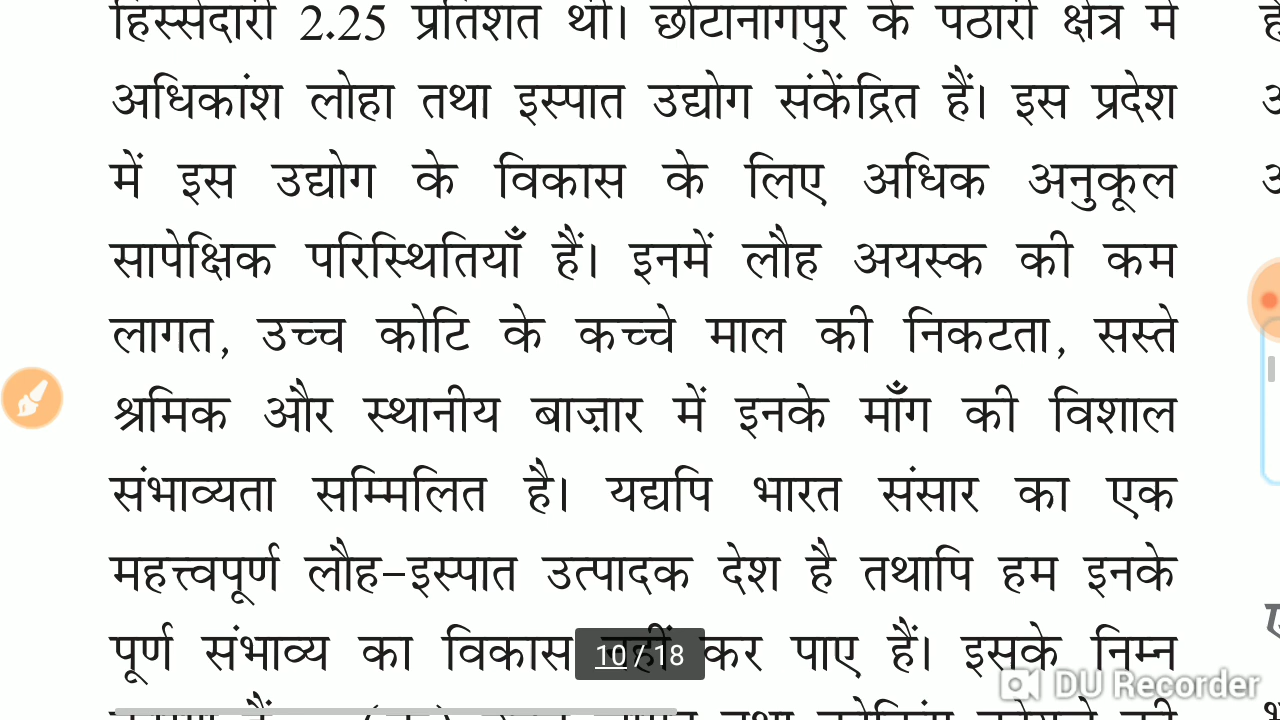 हिस्सेदारी 2.25 प्रतिशत थी। छोटानागपुर के पठारी क्षेत्र में
अधिकांश लोहा तथा इस्पात उद्योग संकेंद्रित हैं। इस प्रदेश
में इस उद्योग के विकास के लिए अधिक अनुकूल
सापेक्षिक परिस्थितियाँ हैं। इनमें लौह अयस्क की कम
लागत, उच्च कोटि के कच्चे माल की निकटता, सस्ते
श्रमिक और स्थानीय बाज़ार में इनके माँग की विशाल
संभाव्यता सम्मिलित है। यद्यपि भारत संसार का एक
महत्त्वपूर्ण लौह-इस्पात उत्पादक देश है तथापि हम इनके
पूर्ण संभाव्य का विकास नहीं कर पाए हैं। इसके निम्न
10 / 18
DU Recorder